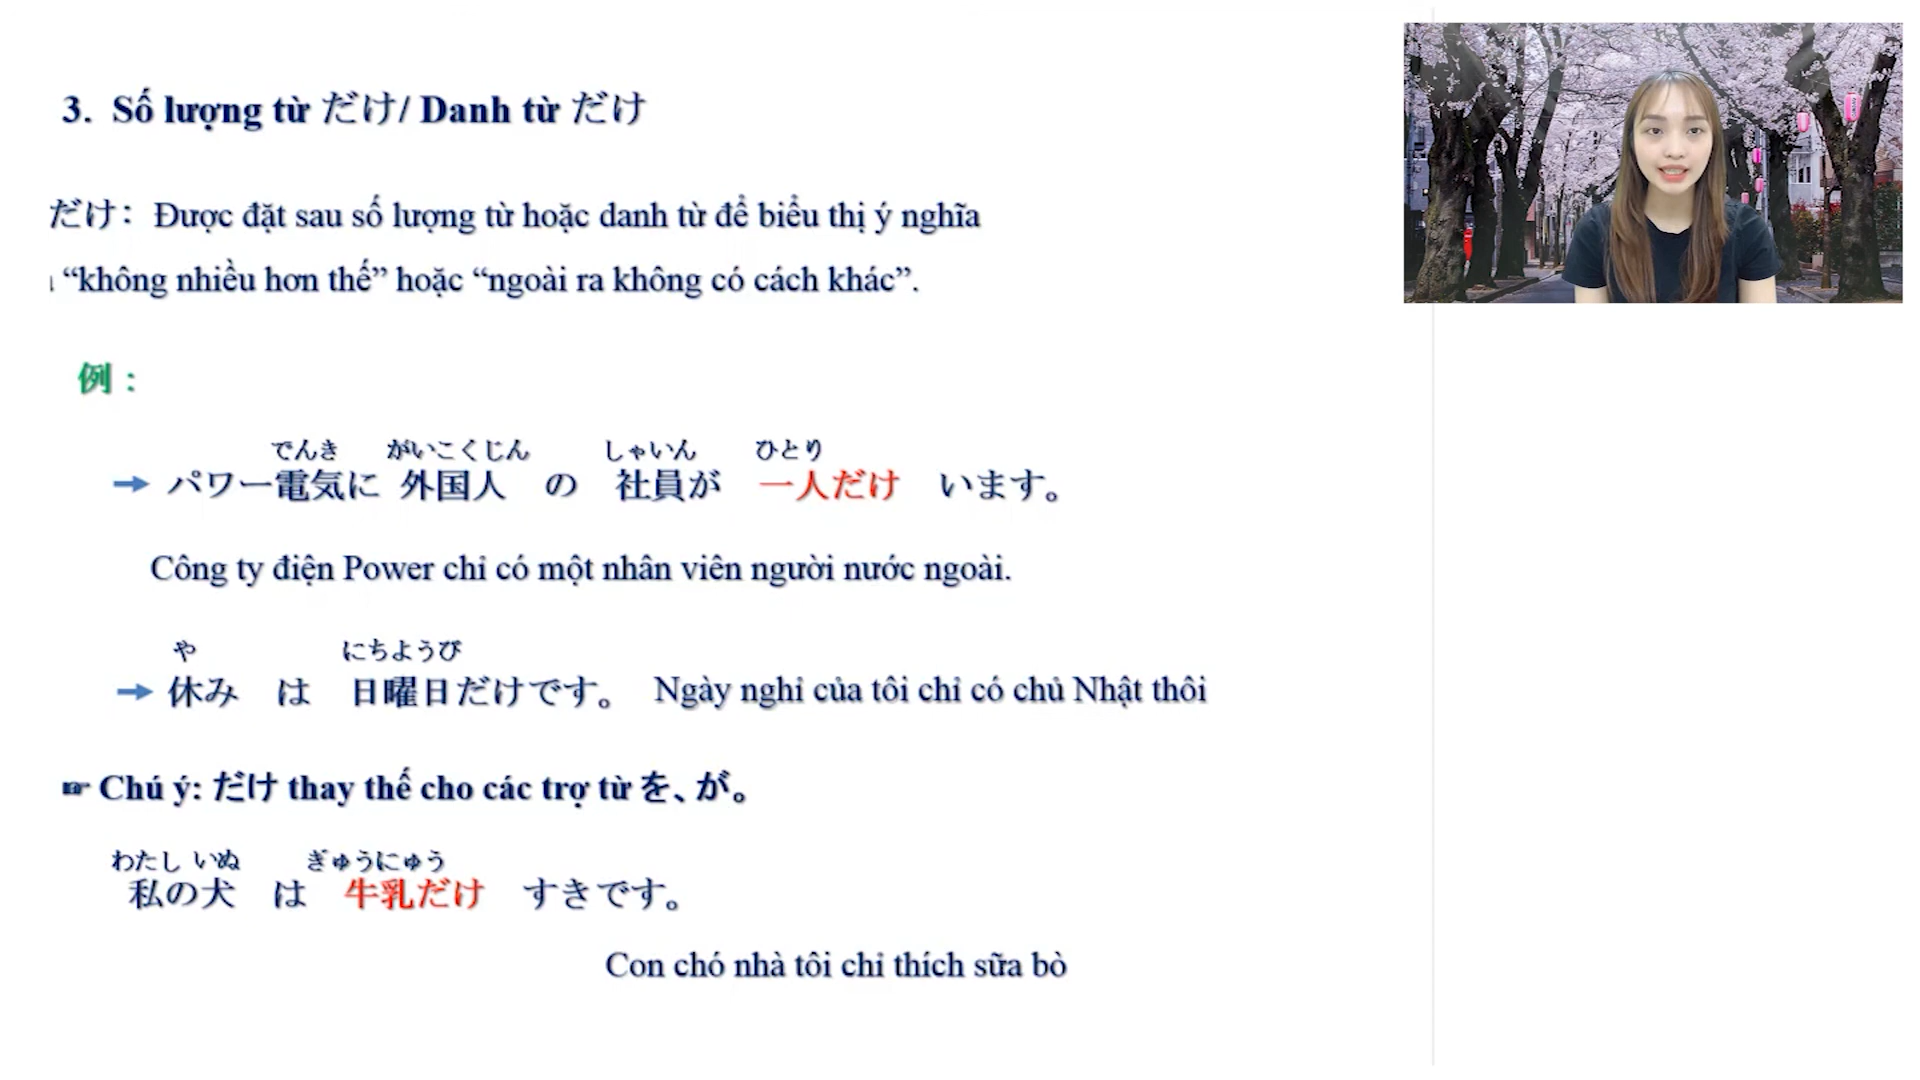 3. Số lượng từ だけ/ Danh từ だけ
だけ： Được đặt sau số lượng từ hoặc danh từ để biểu thị ý nghĩa
“không nhiều hơn thế” hoặc “ngoài ra không có cách khác”.
例：
でんき がいこくじん しゃいん ひとり
パワー電気に 外国人 の 社員が 一人だけ います。
Công ty điện Power chỉ có một nhân viên người nước ngoài.
や にちようび
休み は 日曜日だけです。 Ngày nghỉ của tôi chỉ có chủ Nhật thôi
☞ Chú ý: だけ thay thế cho các trợ từ を、が。
わたし いぬ ぎゅうにゅう
私の犬 は 牛乳だけ すきです。
Con chó nhà tôi chỉ thích sữa bò